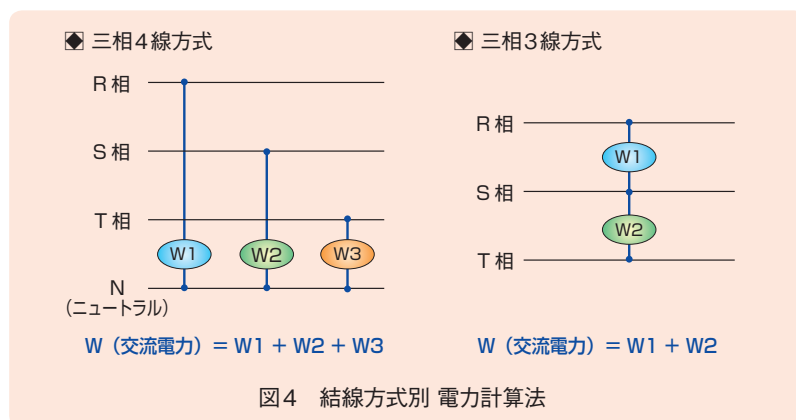 ◆ 三相4線方式
R相
S相
T相
W1 W2 W3
N
(ニュートラル)
W（交流電力）＝W1＋W2＋W3
◆ 三相3線方式
R相
W1
S相
W2
T相
W（交流電力）＝W1＋W2
図4　結線方式別 電力計算法